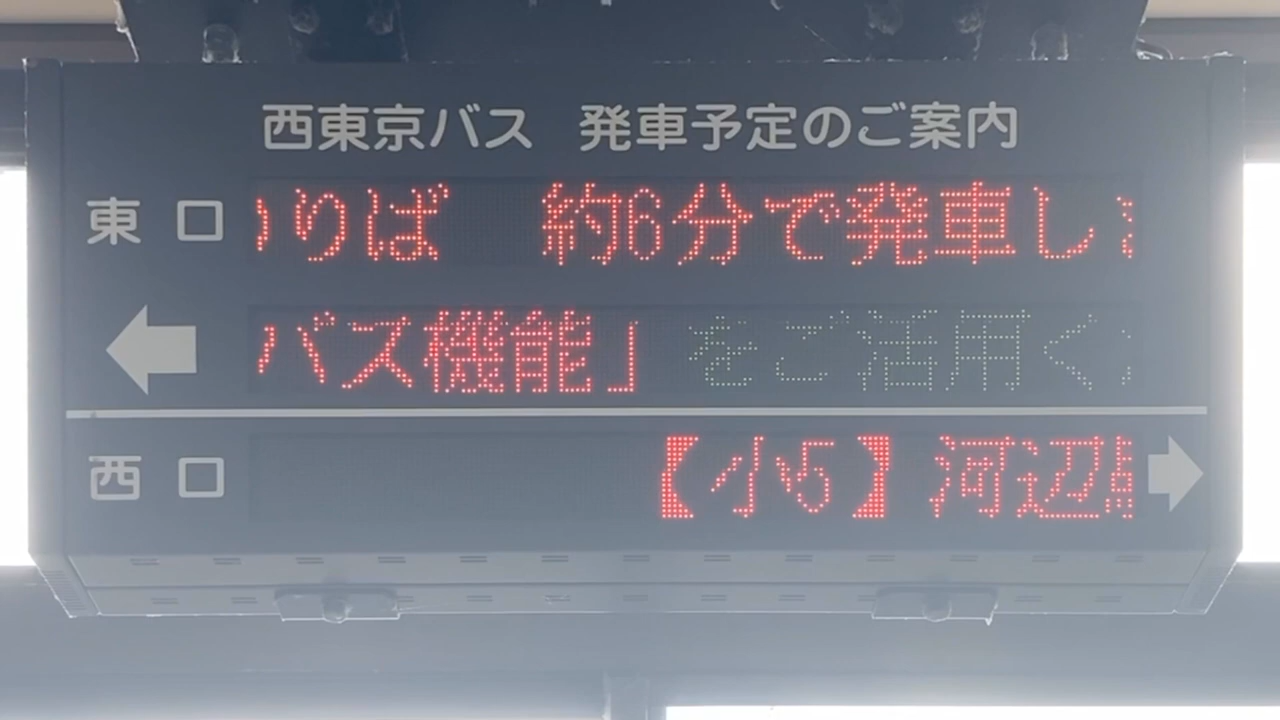 西東京バス 発車予定のご案内
東口 りば 約6分で発車し
バス機能」をご活用く
西口 【小5】河辺